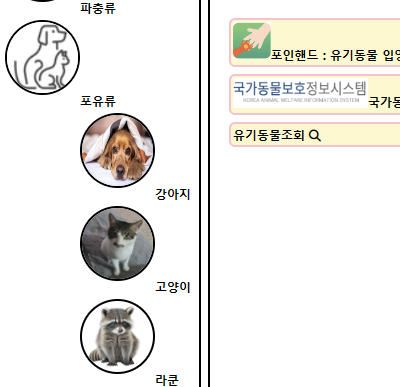 파충류
포유류
강아지
고양이
라쿤
포인핸드 : 유기동물 입양
국가동물보호정보시스템
KOREA ANIMAL WELFARE INFORMATION SYSTEM
국가동
유기동물조회